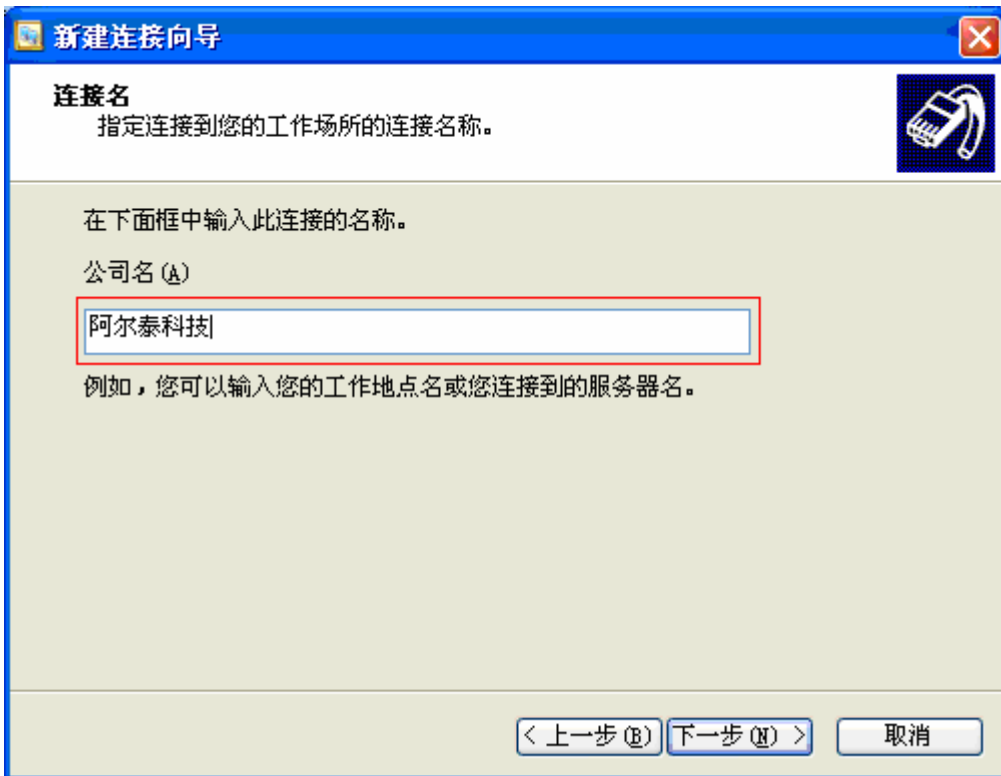 新建连接向导
连接名
指定连接到您的工作场所的连接名称。
在下面框中输入此连接的名称。
公司名(A)
阿尔泰科技
例如，您可以输入您的工作地点名或您连接到的服务器名。
< 上一步(B) 下一步(N) > 取消